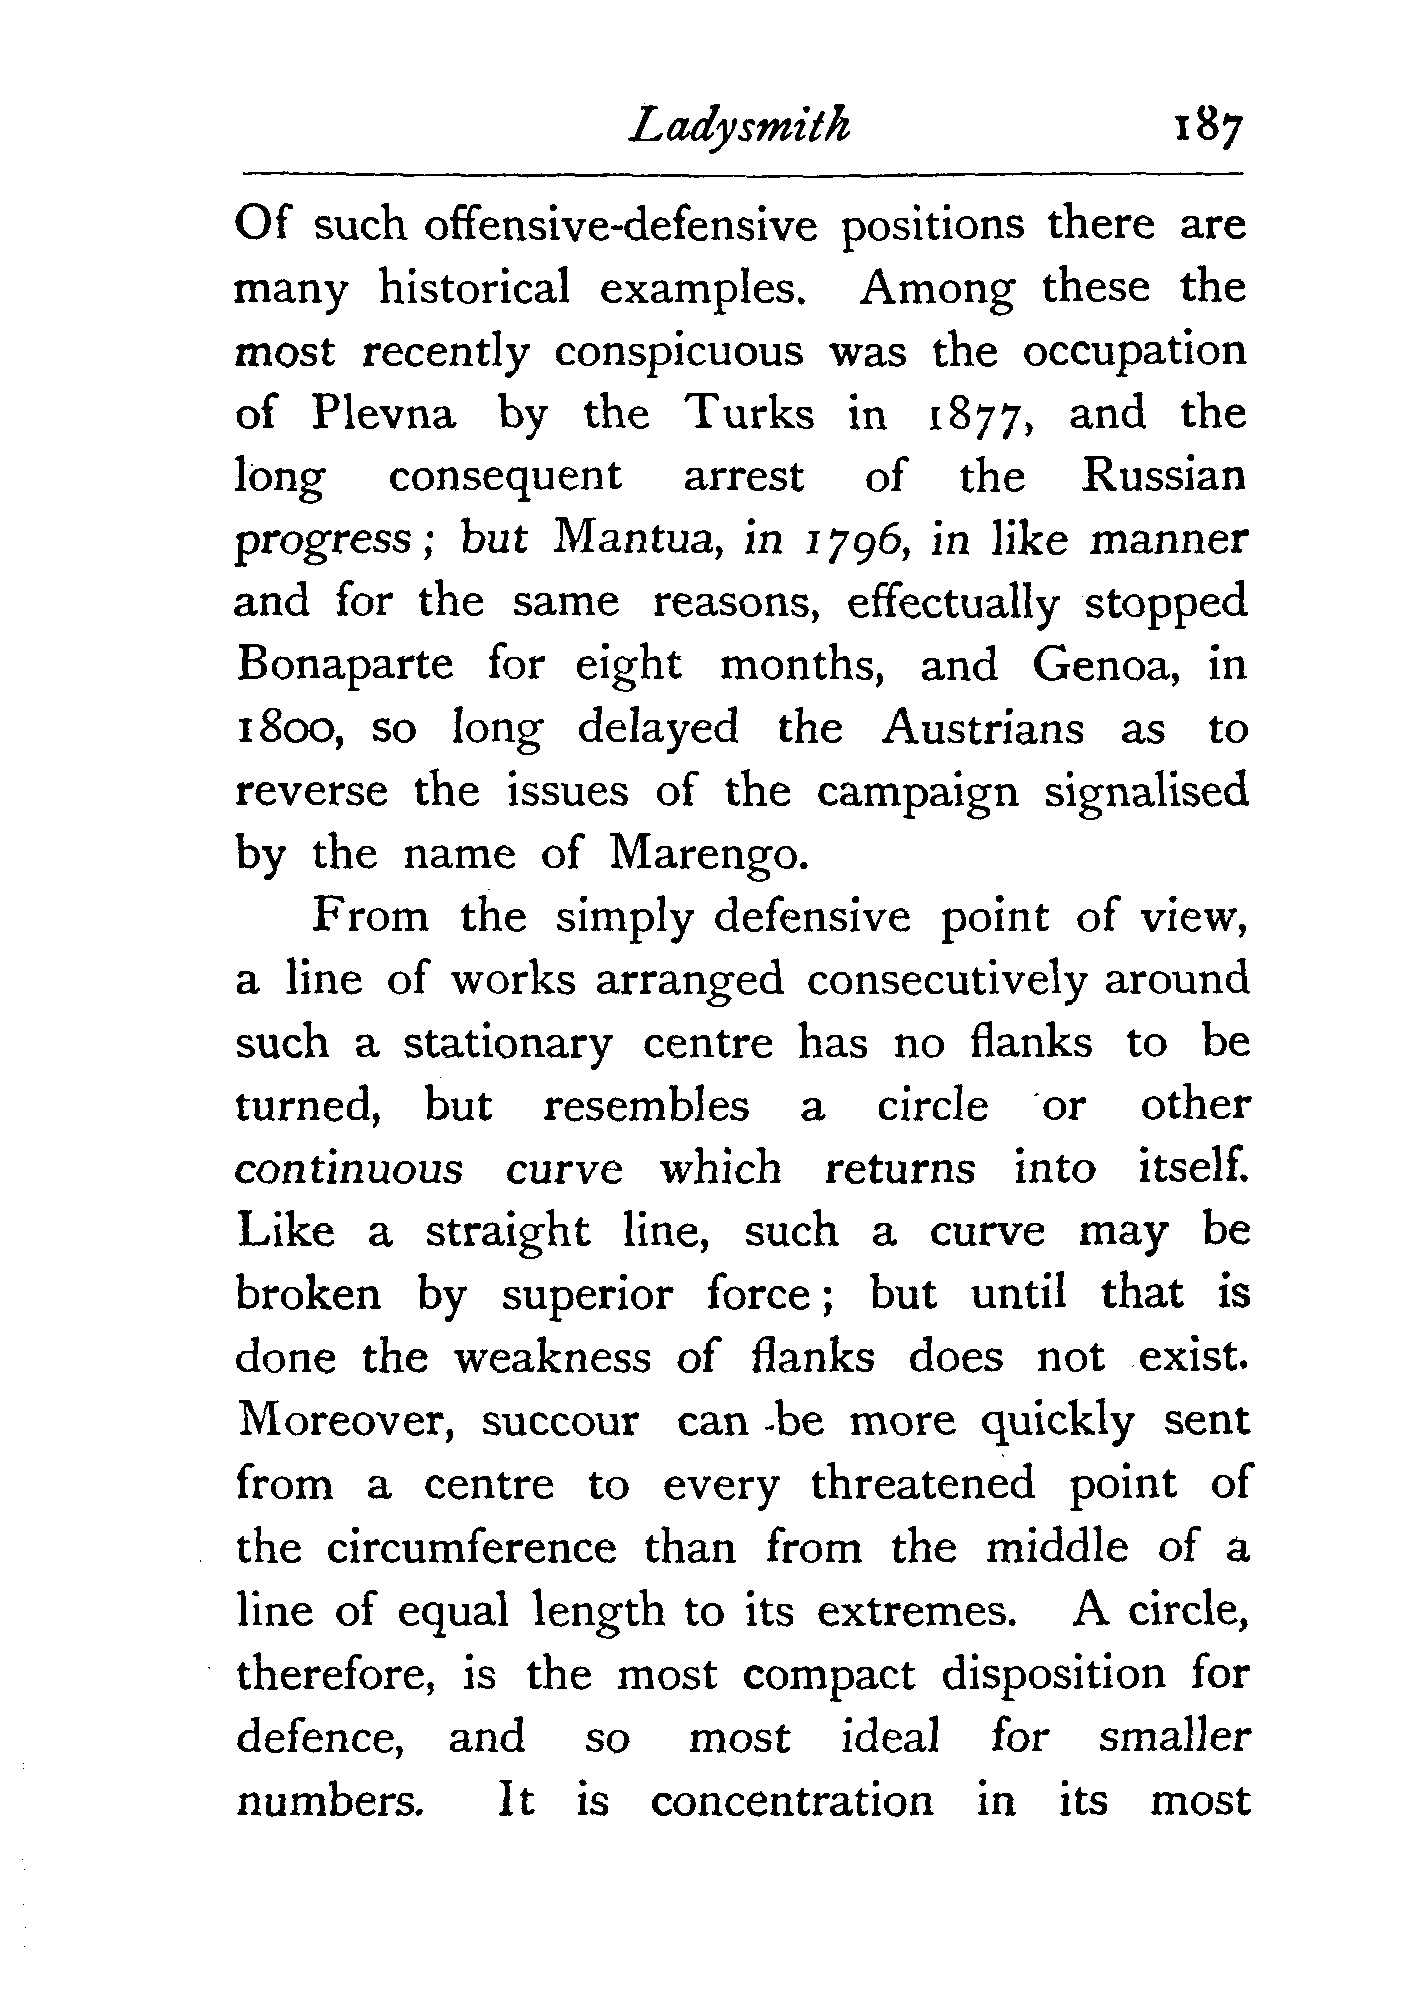 Ladysmith 187
Of such offensive-defensive positions there are
many historical examples. Among these the
most recently conspicuous was the occupation
of Plevna by the Turks in 1877, and the
long consequent arrest of the Russian
progress ; but Mantua, in 1796, in like manner
and for the same reasons, effectually stopped
Bonaparte for eight months, and Genoa, in
1800, so long delayed the Austrians as to
reverse the issues of the campaign signalised
by the name of Marengo.
From the simply defensive point of view,
a line of works arranged consecutively around
such a stationary centre has no flanks to be
turned, but resembles a circle or other
continuous curve which returns into itself.
Like a straight line, such a curve may be
broken by superior force ; but until that is
done the weakness of flanks does not exist.
Moreover, succour can be more quickly sent
from a centre to every threatened point of
the circumference than from the middle of a
line of equal length to its extremes. A circle,
therefore, is the most compact disposition for
defence, and so most ideal for smaller
numbers. It is concentration in its most